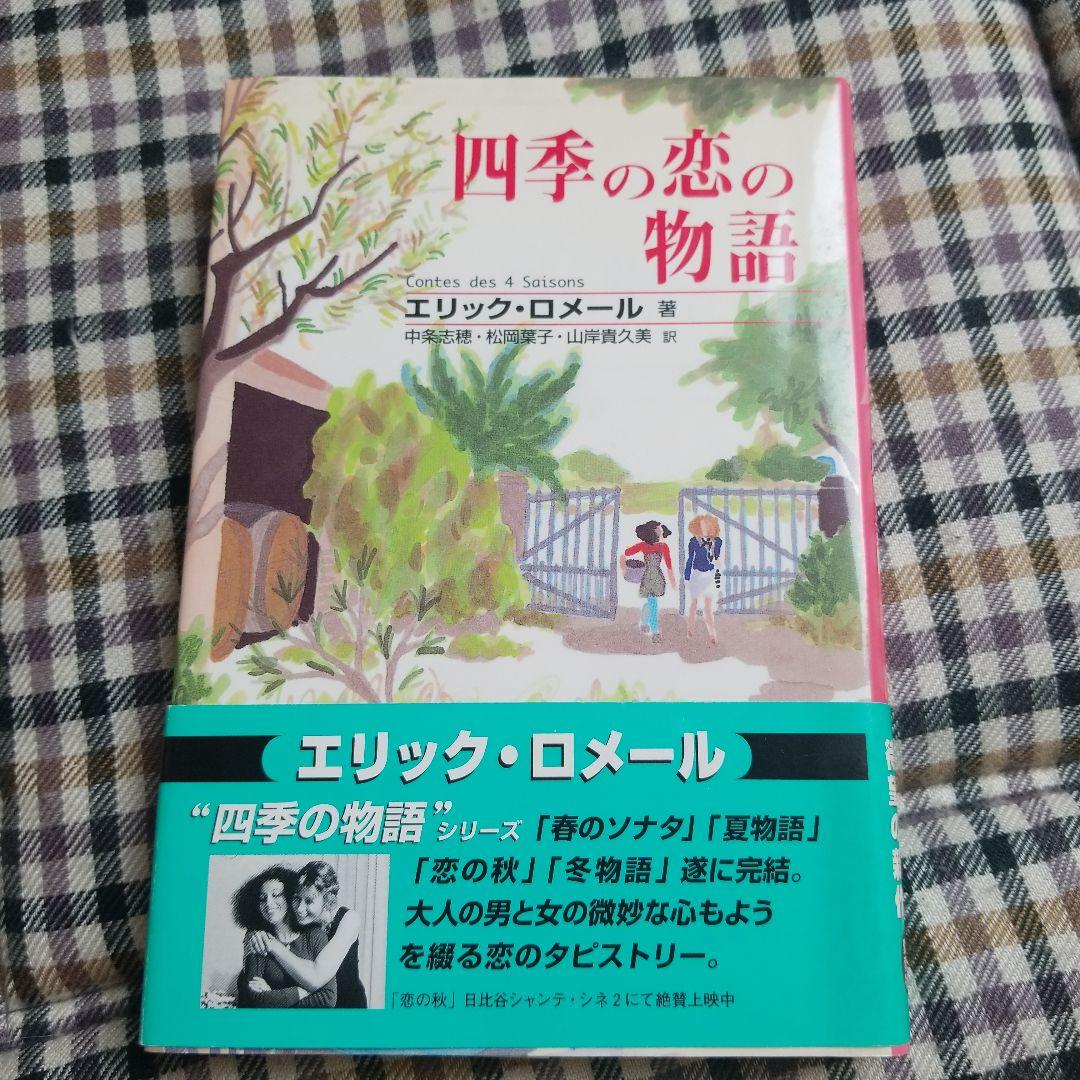 四季の恋の
物語
Contes des 4 Saisons
エリック・ロメール 著
中条志穂・松岡葉子・山岸貴久美 訳
エリック・ロメール
“四季の物語”シリーズ「春のソナタ」「夏物語」
「恋の秋」「冬物語」遂に完結。
大人の男と女の微妙な心もよう
を綴る恋のタピストリー。
「恋の秋」日比谷シャンテ・シネ2にて絶賛上映中